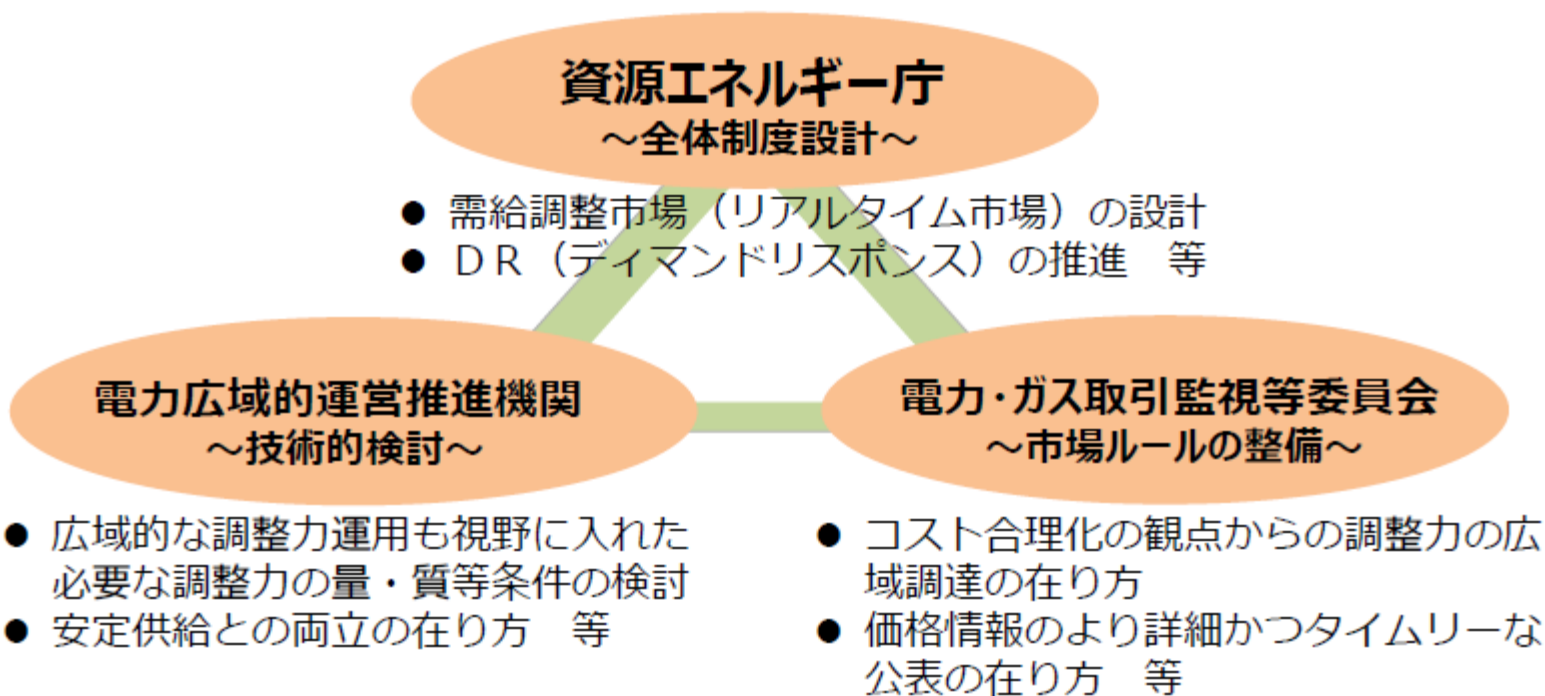 資源エネルギー庁
～全体制度設計～
● 需給調整市場（リアルタイム市場）の設計
● ＤＲ（ディマンドリスポンス）の推進　等
電力広域的運営推進機関
～技術的検討～
● 広域的な調整力運用も視野に入れた
必要な調整力の量・質等条件の検討
● 安定供給との両立の在り方　等
電力・ガス取引監視等委員会
～市場ルールの整備～
● コスト合理化の観点からの調整力の広
域調達の在り方
● 価格情報のより詳細かつタイムリーな
公表の在り方　等